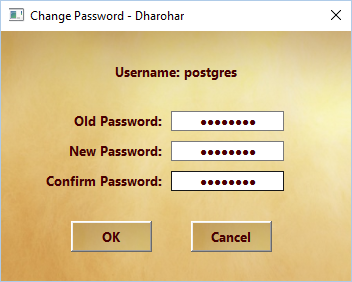 Change Password - Dharohar
Username: postgres
Old Password: ●●●●●●●●
New Password: ●●●●●●●●
Confirm Password: ●●●●●●●●
OK Cancel